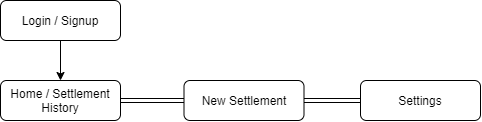 Login / Signup
Home / Settlement
History
New Settlement
Settings